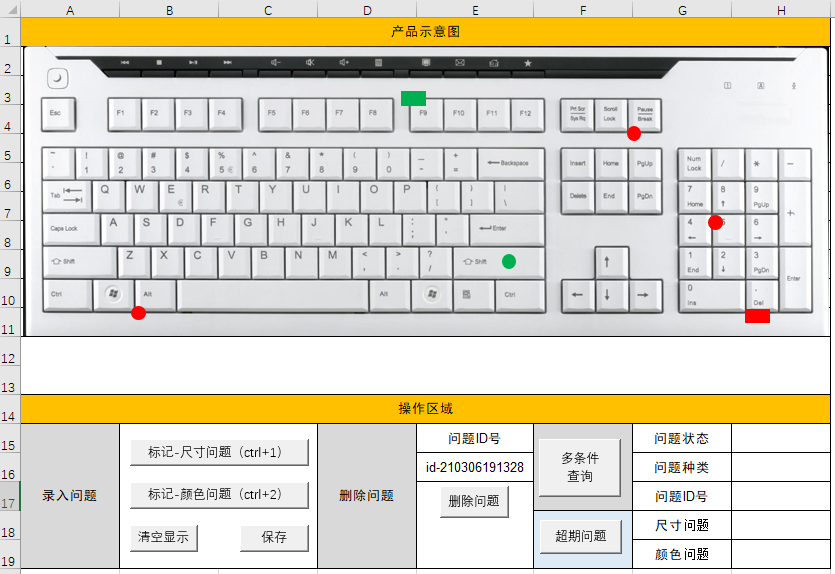 A B C D E F G H
1 产品示意图
2
3
Esc F1 F2 F3 F4 F5 F6 F7 F8 F9 F10 F11 F12 Prt Scr Scroll Pause
SysRq Lock Break
4
5 ~ ! @ # $ % ^ & * ( ) _ + Backspace Insert Home PgUp Num / * -
` 1 2 3 4 5 € 6 7 8 9 0 - = Lock
6 Tab Q W E R T Y U I O P { } | Delete End PgDn 7 8 9 +
€ [ ] \ Home ↑ PgUp
7 Caps Lock A S D F G H J K L : " Enter 4 5 6
; ' ← →
8
9 Shift Z X C V B N M < > ? Shift ↑ 1 2 3 Enter
, . / End ↓ PgDn
10 Ctrl Alt Alt Ctrl ← ↓ → 0 .
Ins Del
11
12
13
14 操作区域
15 问题ID号 问题状态
标记-尺寸问题（ctrl+1）
16 id-210306191328 多条件 问题种类
查询
17 录入问题 标记-颜色问题（ctrl+2） 删除问题 删除问题 问题ID号
18 清空显示 保存 超期问题 尺寸问题
19 颜色问题